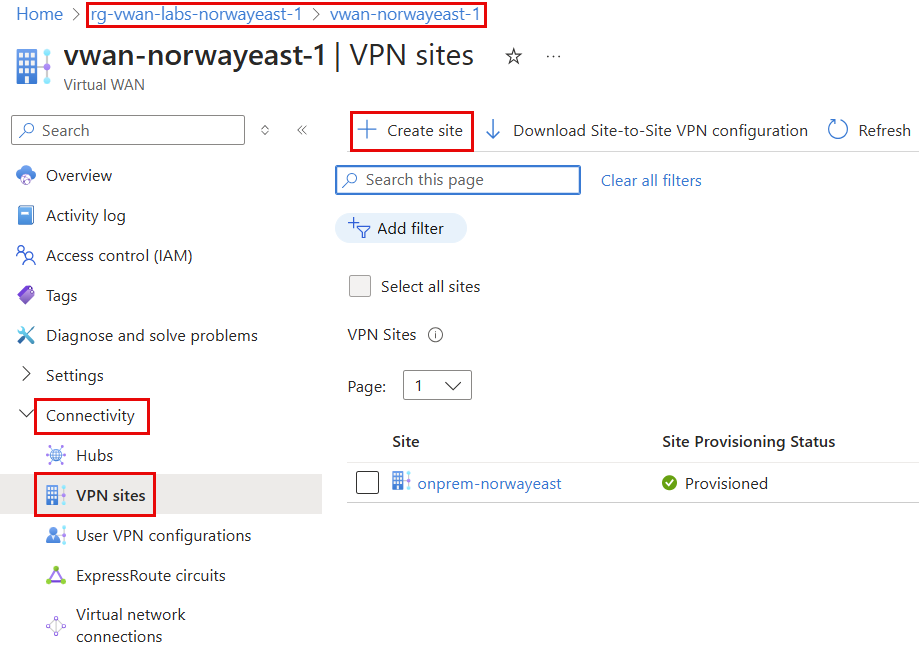 Home > rg-vwan-labs-norwayeast-1 > vwan-norwayeast-1
vwan-norwayeast-1 | VPN sites
Virtual WAN
Search
Create site
Download Site-to-Site VPN configuration
Refresh
Search this page
Clear all filters
Add filter
Select all sites
VPN Sites
Page: 1
Site Site Provisioning Status
onprem-norwayeast Provisioned
Overview
Activity log
Access control (IAM)
Tags
Diagnose and solve problems
Settings
Connectivity
Hubs
VPN sites
User VPN configurations
ExpressRoute circuits
Virtual network
connections